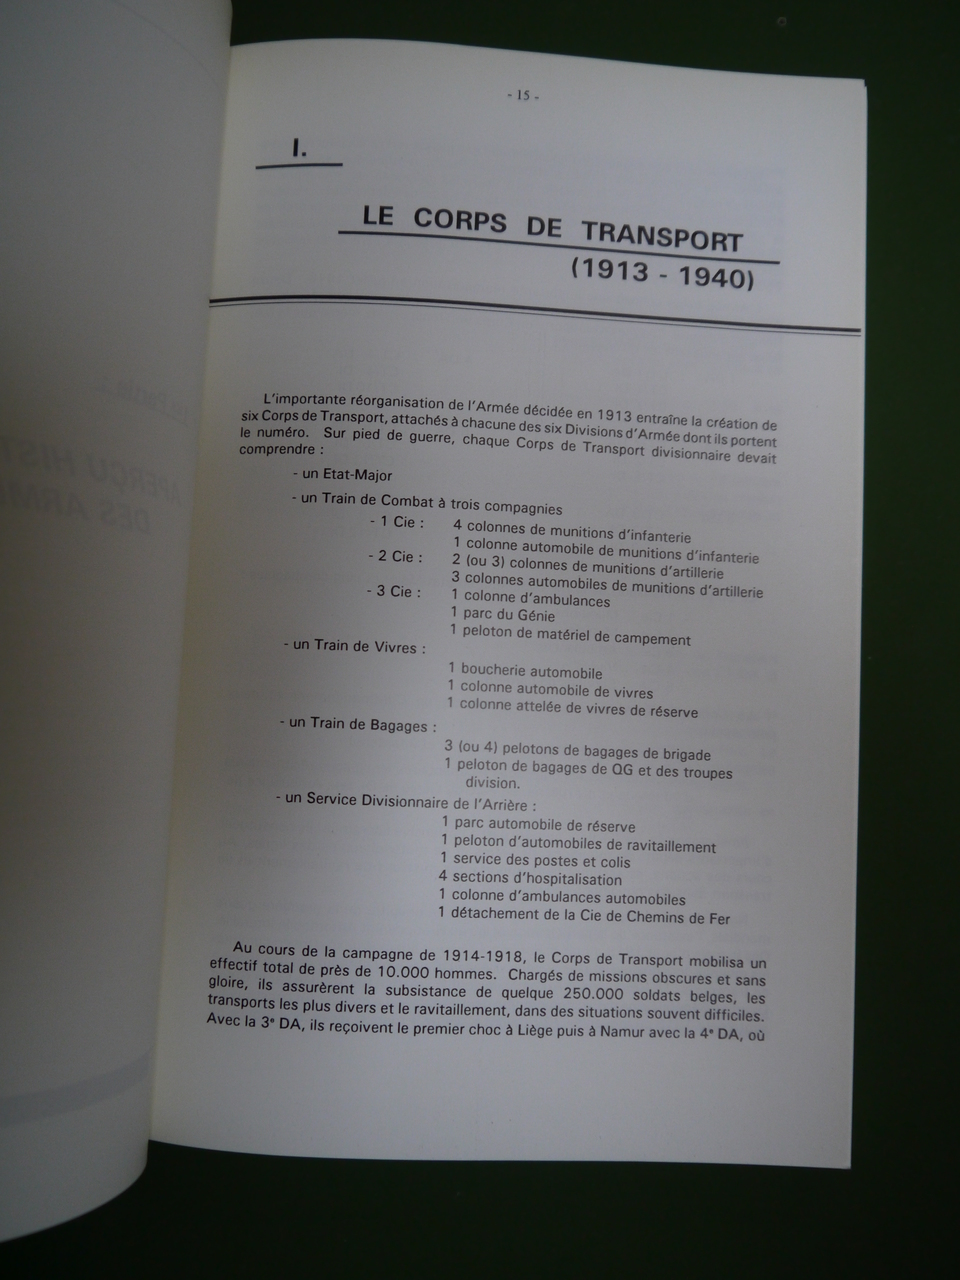 - 15 -
I.
LE CORPS DE TRANSPORT
(1913 - 1940)
L'importante réorganisation de l'Armée décidée en 1913 entraîne la création de
six Corps de Transport, attachés à chacune des six Divisions d'Armée dont ils portent
le numéro. Sur pied de guerre, chaque Corps de Transport divisionnaire devait
comprendre :
- un Etat-Major
- un Train de Combat à trois compagnies
- 1 Cie : 4 colonnes de munitions d'infanterie
1 colonne automobile de munitions d'infanterie
- 2 Cie : 2 (ou 3) colonnes de munitions d'artillerie
3 colonnes automobiles de munitions d'artillerie
- 3 Cie : 1 colonne d'ambulances
1 parc du Génie
1 peloton de matériel de campement
- un Train de Vivres :
1 boucherie automobile
1 colonne automobile de vivres
1 colonne attelée de vivres de réserve
- un Train de Bagages :
3 (ou 4) pelotons de bagages de brigade
1 peloton de bagages de QG et des troupes
division.
- un Service Divisionnaire de l'Arrière :
1 parc automobile de réserve
1 peloton d'automobiles de ravitaillement
1 service des postes et colis
4 sections d'hospitalisation
1 colonne d'ambulances automobiles
1 détachement de la Cie de Chemins de Fer
Au cours de la campagne de 1914-1918, le Corps de Transport mobilisa un
effectif total de près de 10.000 hommes. Chargés de missions obscures et sans
gloire, ils assurèrent la subsistance de quelque 250.000 soldats belges, les
transports les plus divers et le ravitaillement, dans des situations souvent difficiles.
Avec la 3e DA, ils reçoivent le premier choc à Liège puis à Namur avec la 4e DA, où